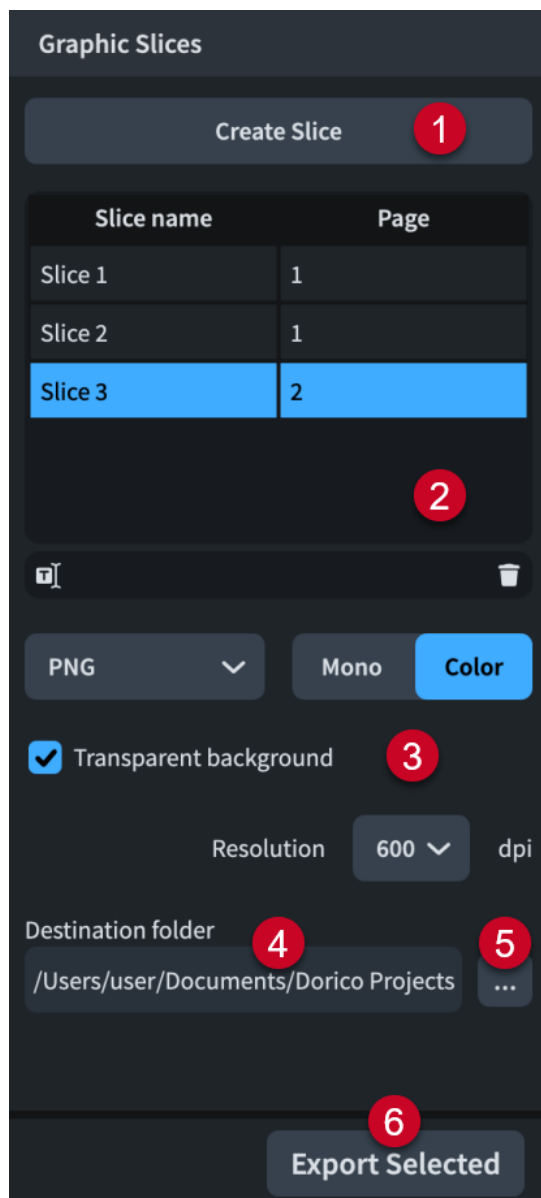 Graphic Slices
Create Slice 1
Slice name Page
Slice 1 1
Slice 2 1
Slice 3 2
2
T
PNG Mono Color
Transparent background 3
Resolution 600 dpi
Destination folder 4 5
/Users/user/Documents/Dorico Projects ...
6
Export Selected